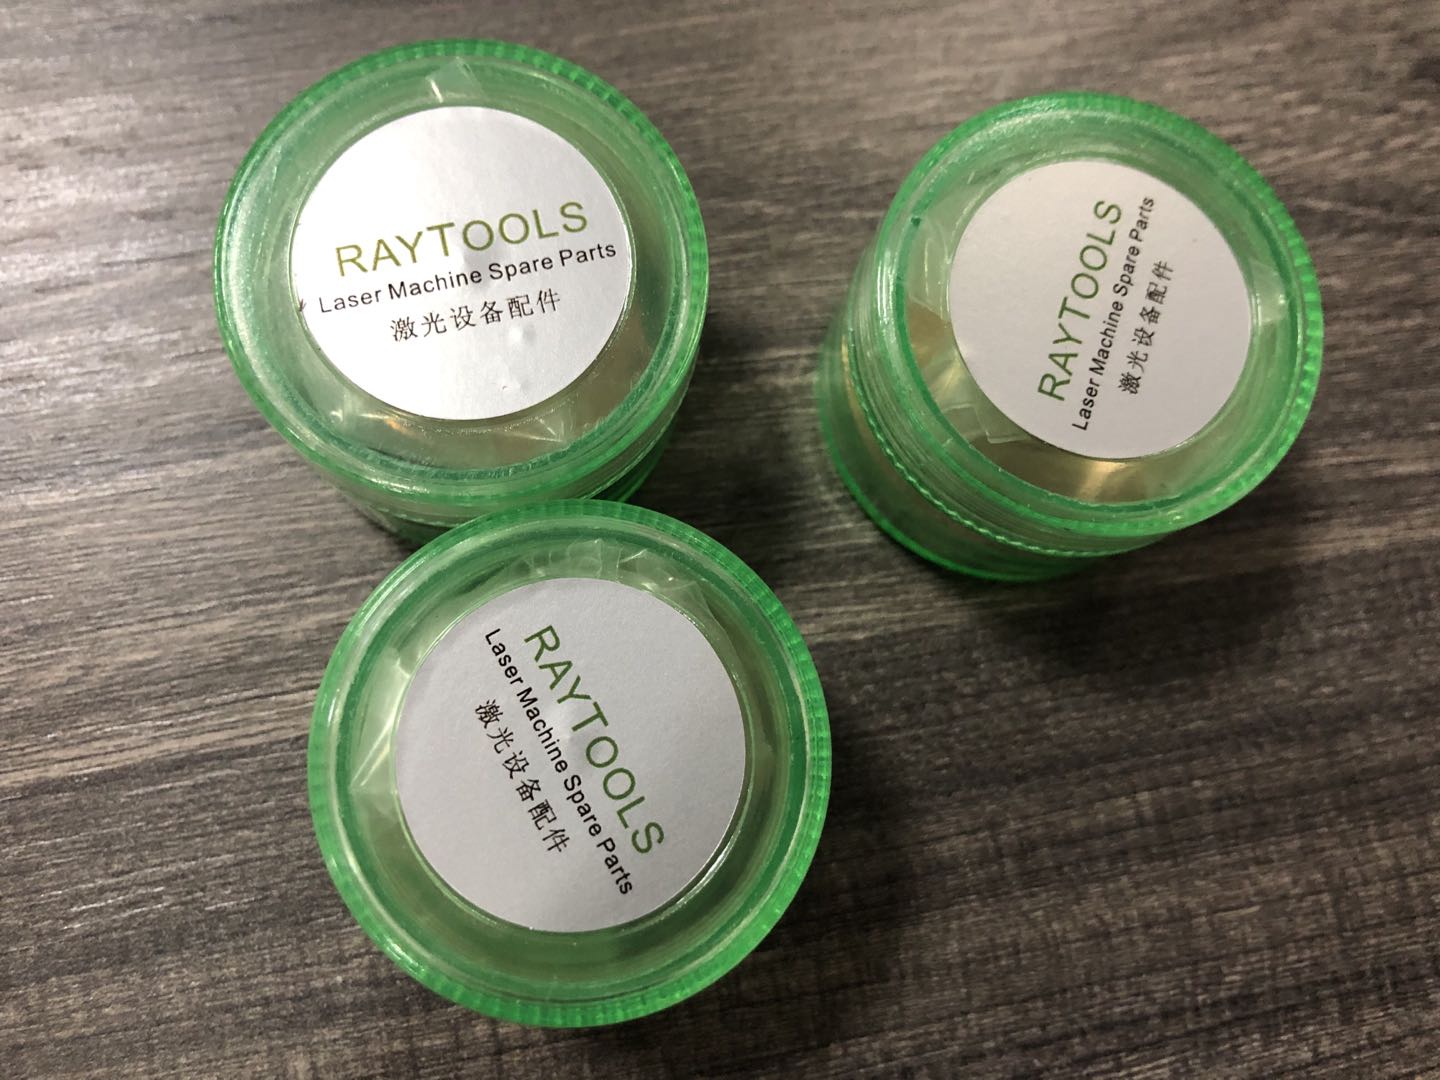 RAYTOOLS
Laser Machine Spare Parts
激光设备配件
RAYTOOLS
Laser Machine Spare Parts
激光设备配件
RAYTOOLS
Laser Machine Spare Parts
激光设备配件